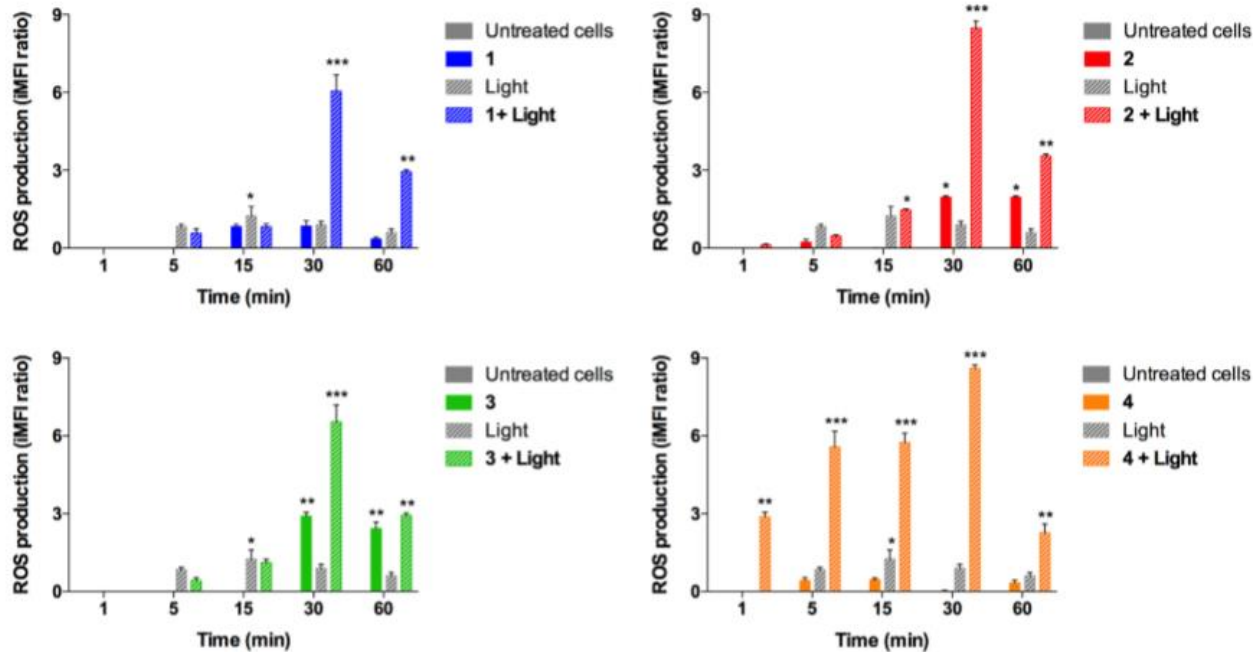 ROS production (iMFI ratio)
9
6
3
0
***
**
*
1
5
15
30
60
Time (min)
Untreated cells
1
Light
1+ Light
ROS production (iMFI ratio)
9
6
3
0
***
**
*
*
*
1
5
15
30
60
Time (min)
Untreated cells
2
Light
2 + Light
ROS production (iMFI ratio)
9
6
3
0
***
**
**
**
*
1
5
15
30
60
Time (min)
Untreated cells
3
Light
3 + Light
ROS production (iMFI ratio)
9
6
3
0
**
***
***
*
***
**
1
5
15
30
60
Time (min)
Untreated cells
4
Light
4 + Light